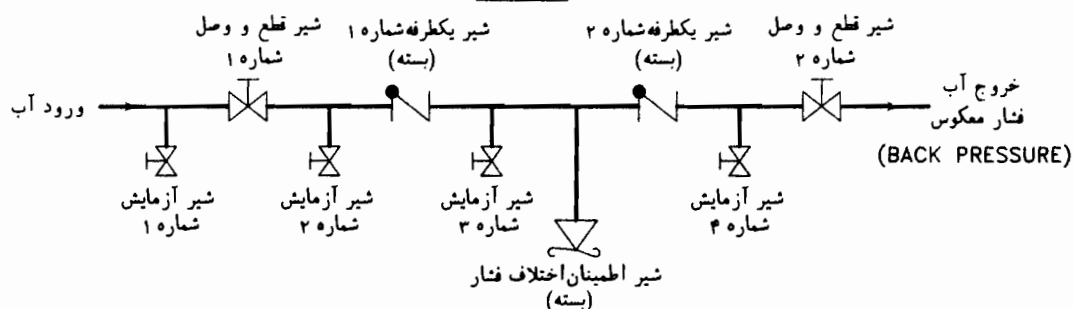 شیر قطع و وصل
شماره ۱
شیر یکطرفه شماره ۱
(بسته)
شیر یکطرفه شماره ۲
(بسته)
شیر قطع و وصل
شماره ۲
ورود آب
خروج آب
فشار معکوس
(BACK PRESSURE)
شیر آزمایش
شماره ۱
شیر آزمایش
شماره ۲
شیر آزمایش
شماره ۳
شیر آزمایش
شماره ۴
شیر اطمینان اختلاف فشار
(بسته)